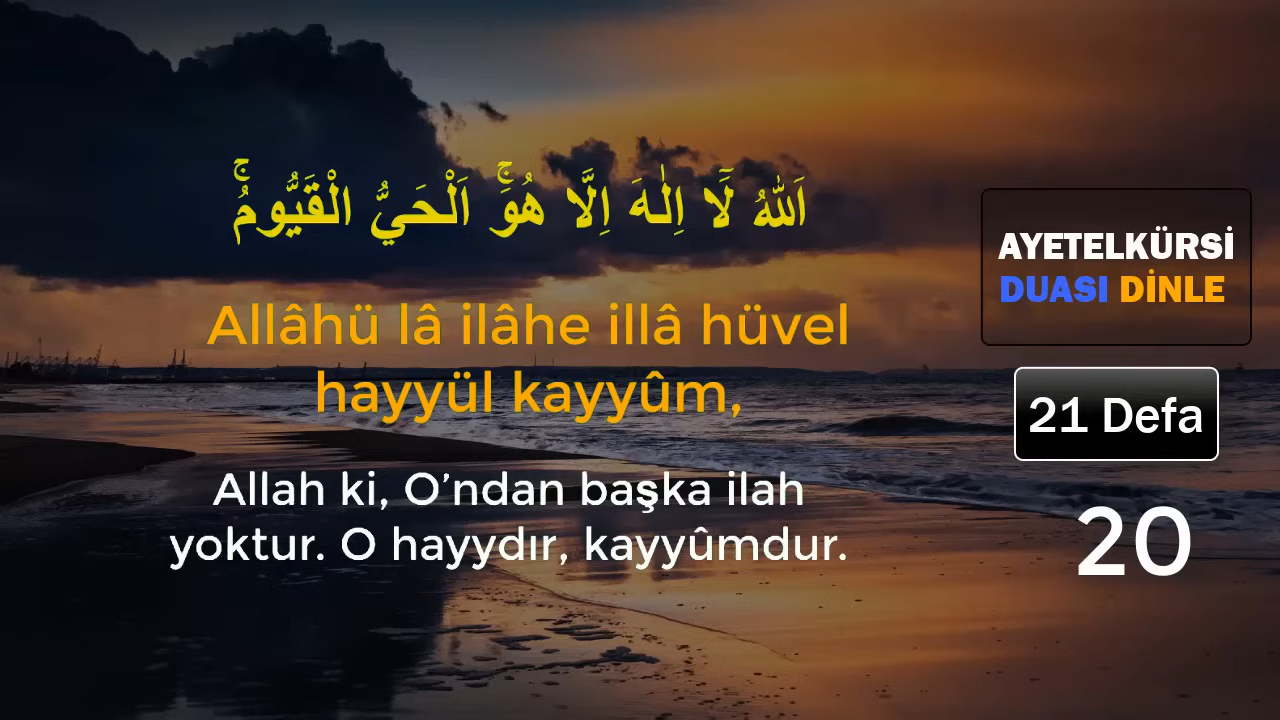 اَللّٰهُ لَٓا اِلٰهَ اِلَّا هُوَۚ اَلْحَيُّ الْقَيُّومُۚ
Allâhü lâ ilâhe illâ hüvel
hayyül kayyûm,
Allah ki, O’ndan başka ilah
yoktur. O hayydır, kayyûmdur.
AYETELKÜRSİ
DUASI DİNLE
21 Defa
20